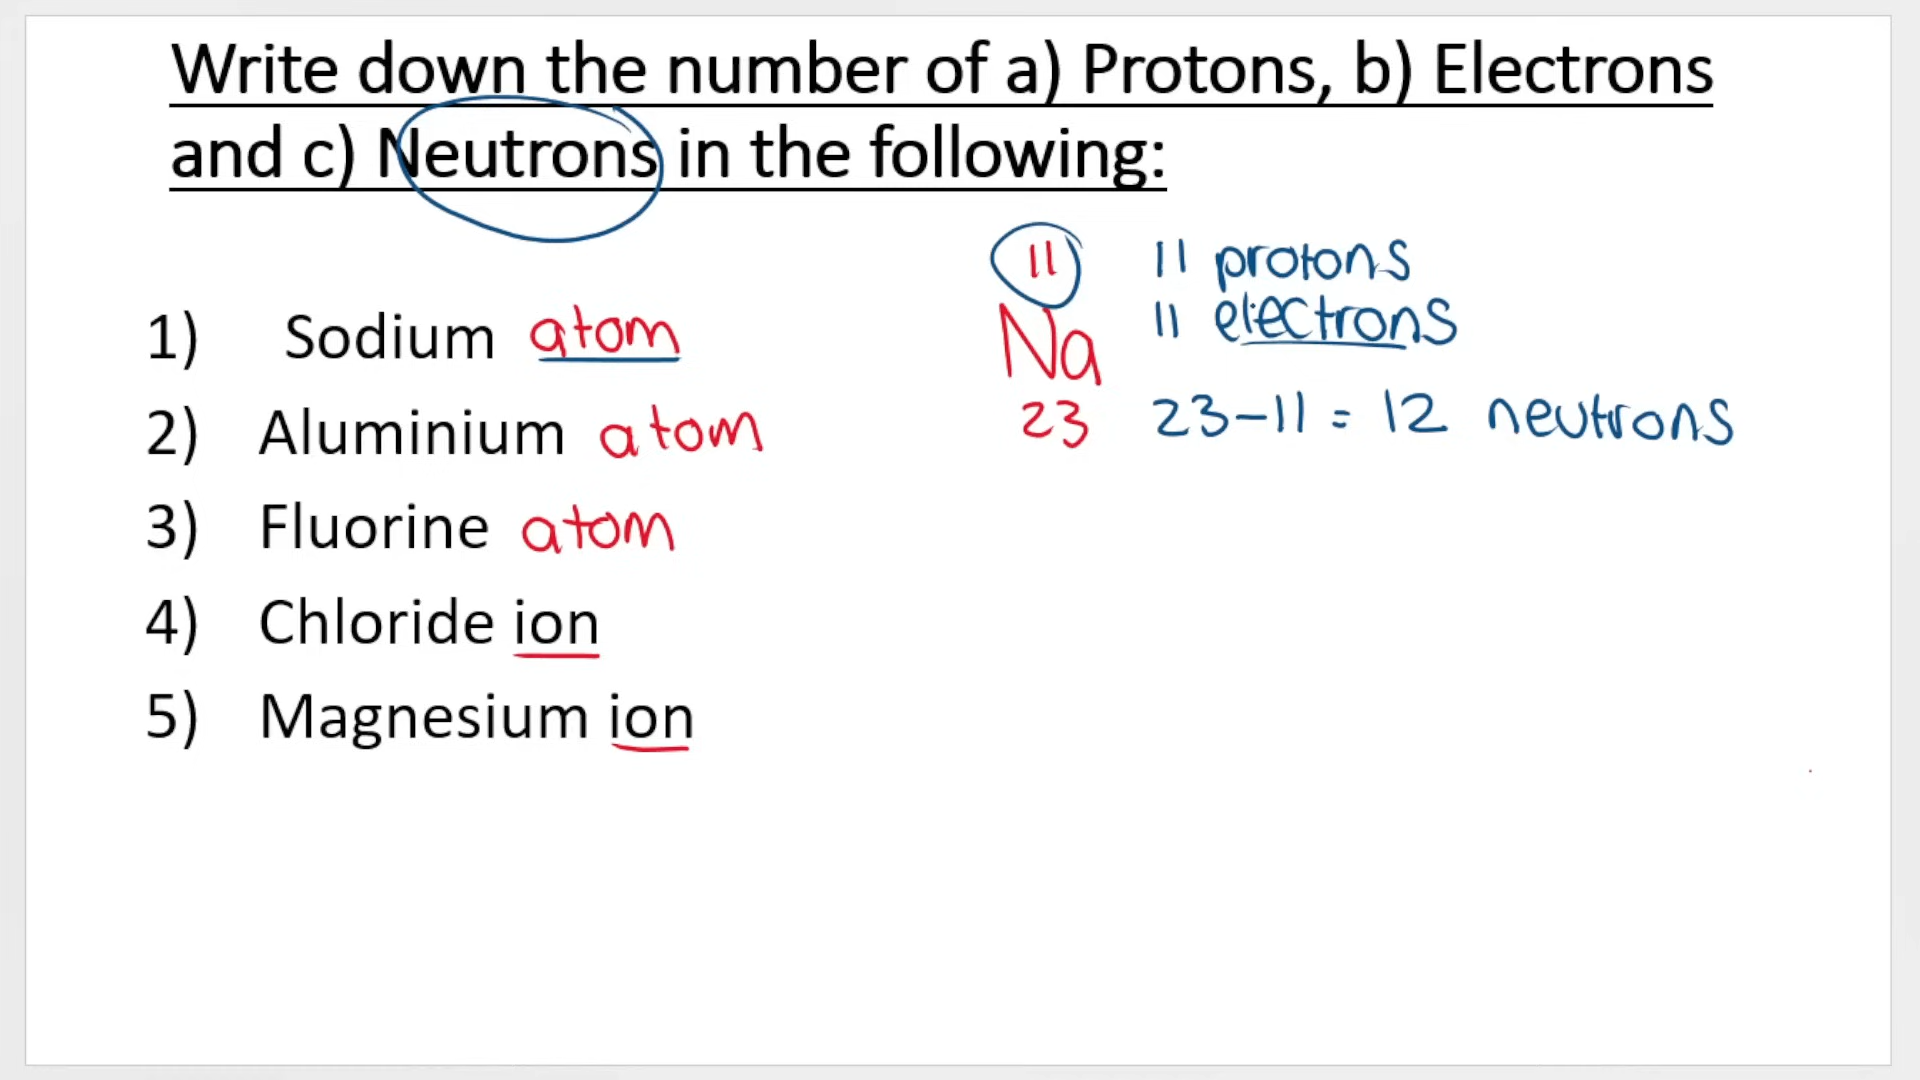 Write down the number of a) Protons, b) Electrons
and c) Neutrons in the following:
1) Sodium atom
2) Aluminium atom
3) Fluorine atom
4) Chloride ion
5) Magnesium ion
11
Na
23
11 protons
11 electrons
23-11 = 12 neutrons